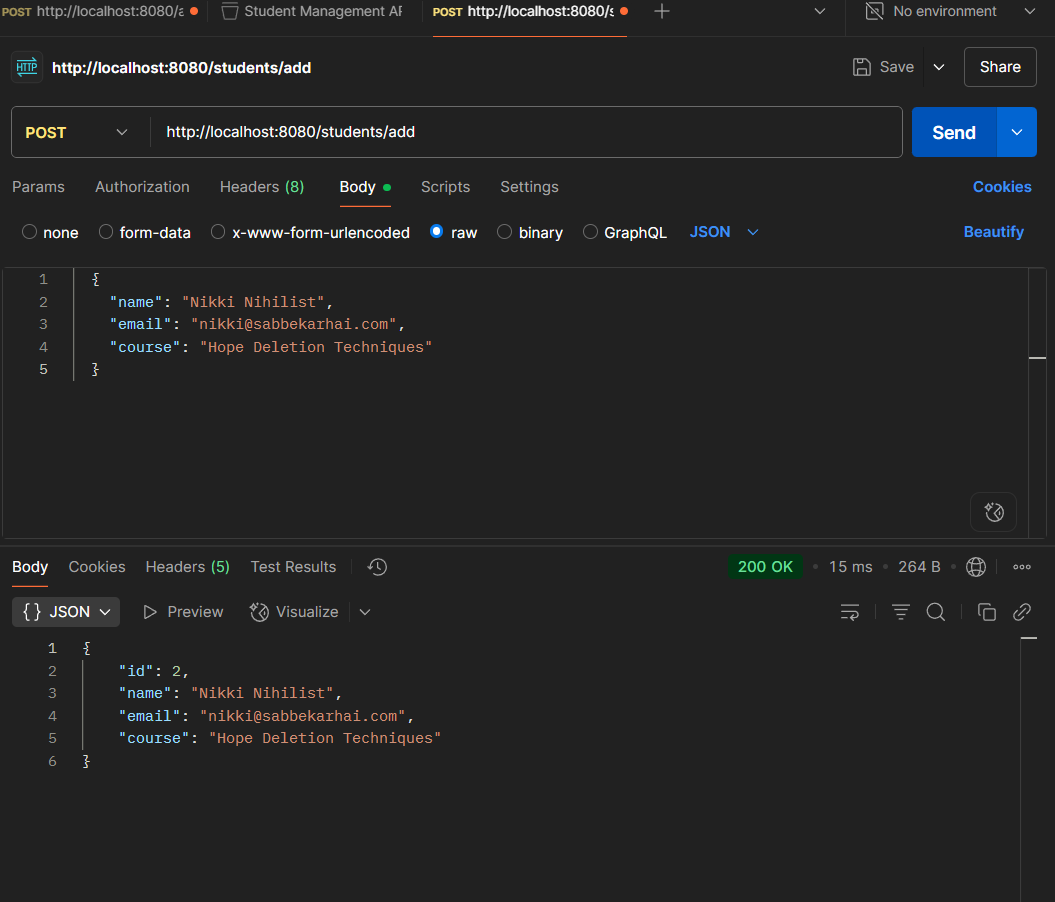 POST http://localhost:8080/a Student Management AP POST http://localhost:8080/s No environment
HTTP http://localhost:8080/students/add Save Share
POST http://localhost:8080/students/add Send
Params Authorization Headers (8) Body Scripts Settings Cookies
none form-data x-www-form-urlencoded raw binary GraphQL JSON Beautify
1 {
2 "name": "Nikki Nihilist",
3 "email": "nikki@sabbekarhai.com",
4 "course": "Hope Deletion Techniques"
5 }
Body Cookies Headers (5) Test Results 200 OK • 15 ms • 264 B •
{} JSON Preview Visualize
1 {
2 "id": 2,
3 "name": "Nikki Nihilist",
4 "email": "nikki@sabbekarhai.com",
5 "course": "Hope Deletion Techniques"
6 }